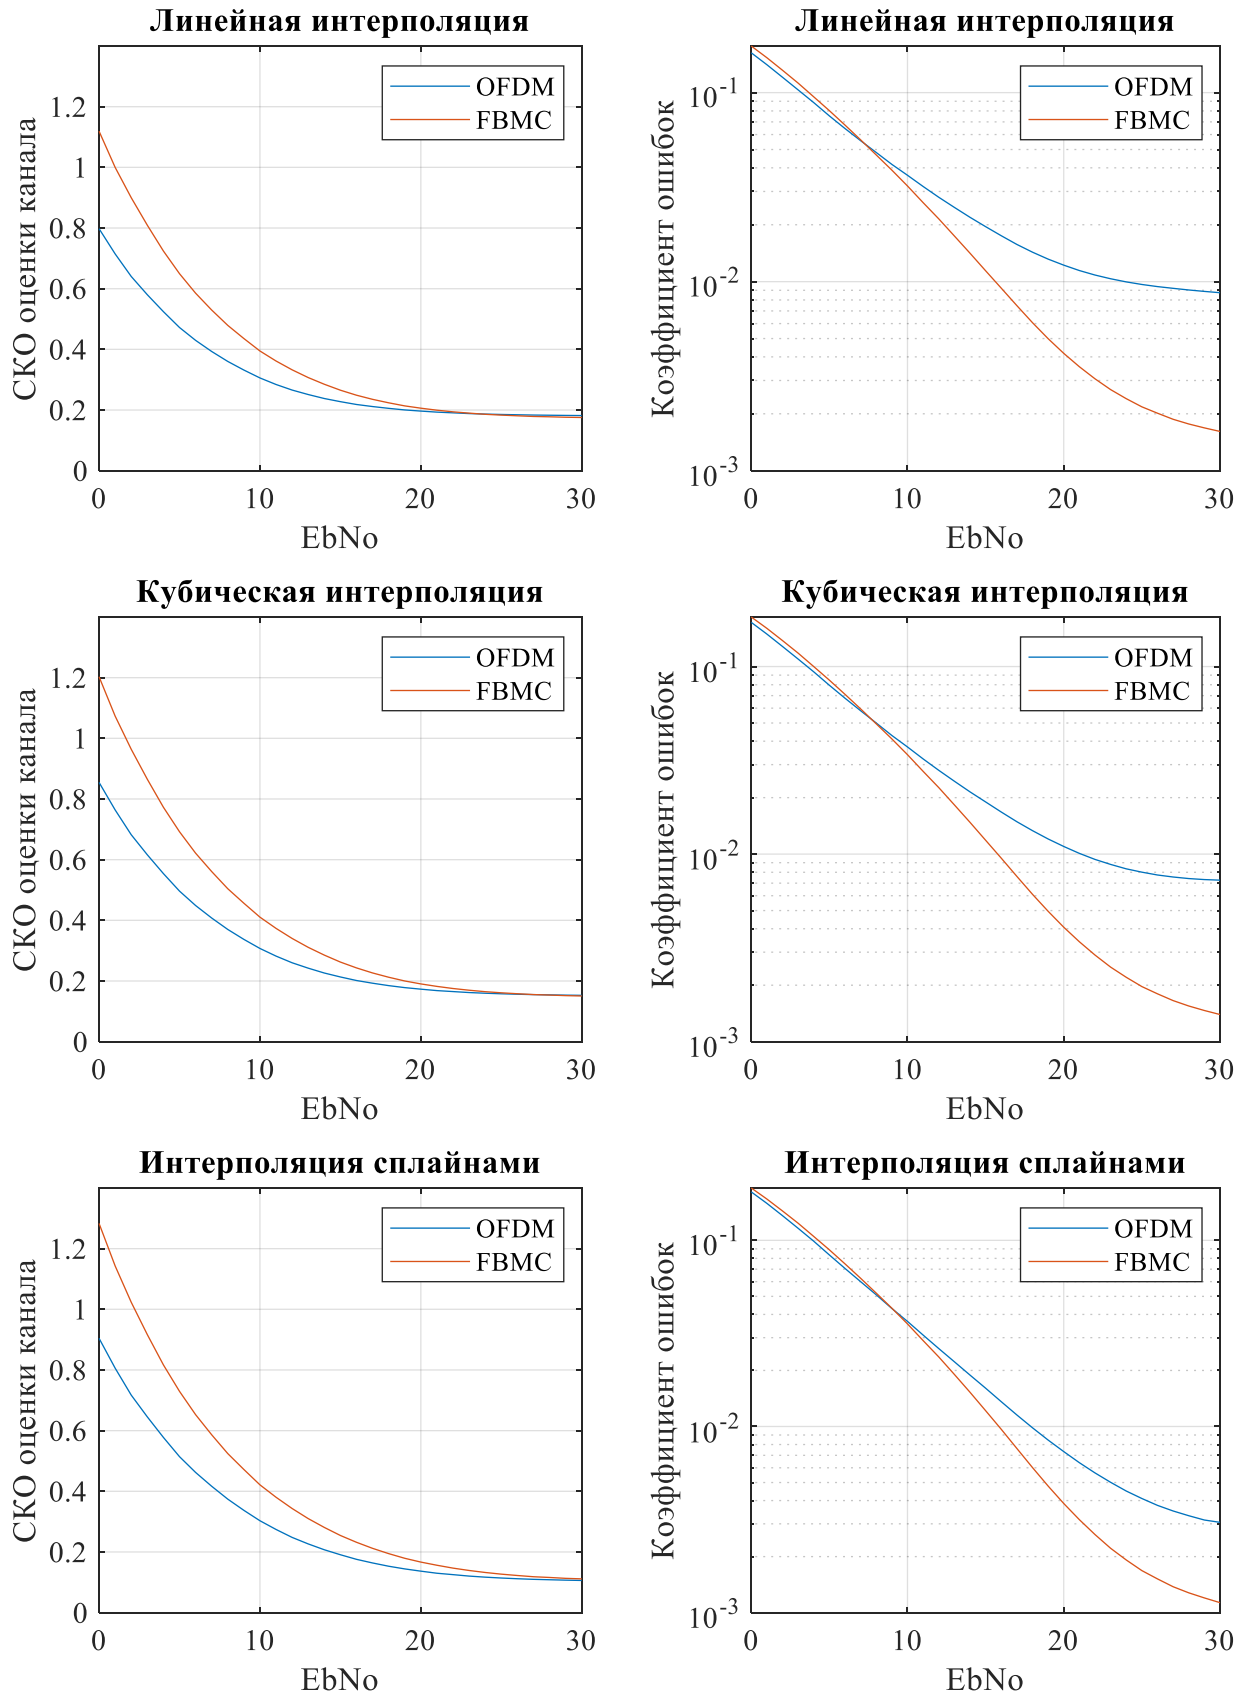 Линейная интерполяция
СКО оценки канала
1.2
1
0.8
0.6
0.4
0.2
0
0 10 20 30
EbNo
OFDM
FBMC
Линейная интерполяция
Коэффициент ошибок
10-1
10-2
10-3
0 10 20 30
EbNo
OFDM
FBMC
Кубическая интерполяция
СКО оценки канала
1.2
1
0.8
0.6
0.4
0.2
0
0 10 20 30
EbNo
OFDM
FBMC
Кубическая интерполяция
Коэффициент ошибок
10-1
10-2
10-3
0 10 20 30
EbNo
OFDM
FBMC
Интерполяция сплайнами
СКО оценки канала
1.2
1
0.8
0.6
0.4
0.2
0
0 10 20 30
EbNo
OFDM
FBMC
Интерполяция сплайнами
Коэффициент ошибок
10-1
10-2
10-3
0 10 20 30
EbNo
OFDM
FBMC